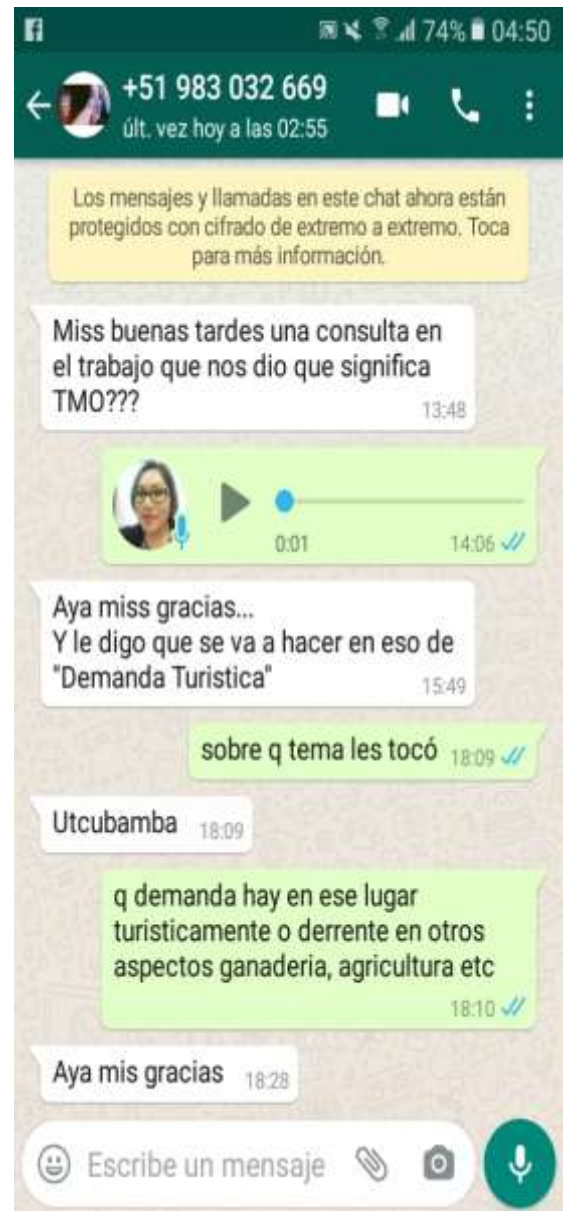 74% 04:50
+51 983 032 669
últ. vez hoy a las 02:55
Los mensajes y llamadas en este chat ahora están
protegidos con cifrado de extremo a extremo. Toca
para más información.
Miss buenas tardes una consulta en
el trabajo que nos dio que significa
TMO???
13:48
0:01 14:06
Aya miss gracias...
Y le digo que se va a hacer en eso de
"Demanda Turistica"
15:49
sobre q tema les tocó 18:09
Utcubamba 18:09
q demanda hay en ese lugar
turisticamente o derrente en otros
aspectos ganaderia, agricultura etc
18:10
Aya mis gracias 18:28
Escribe un mensaje